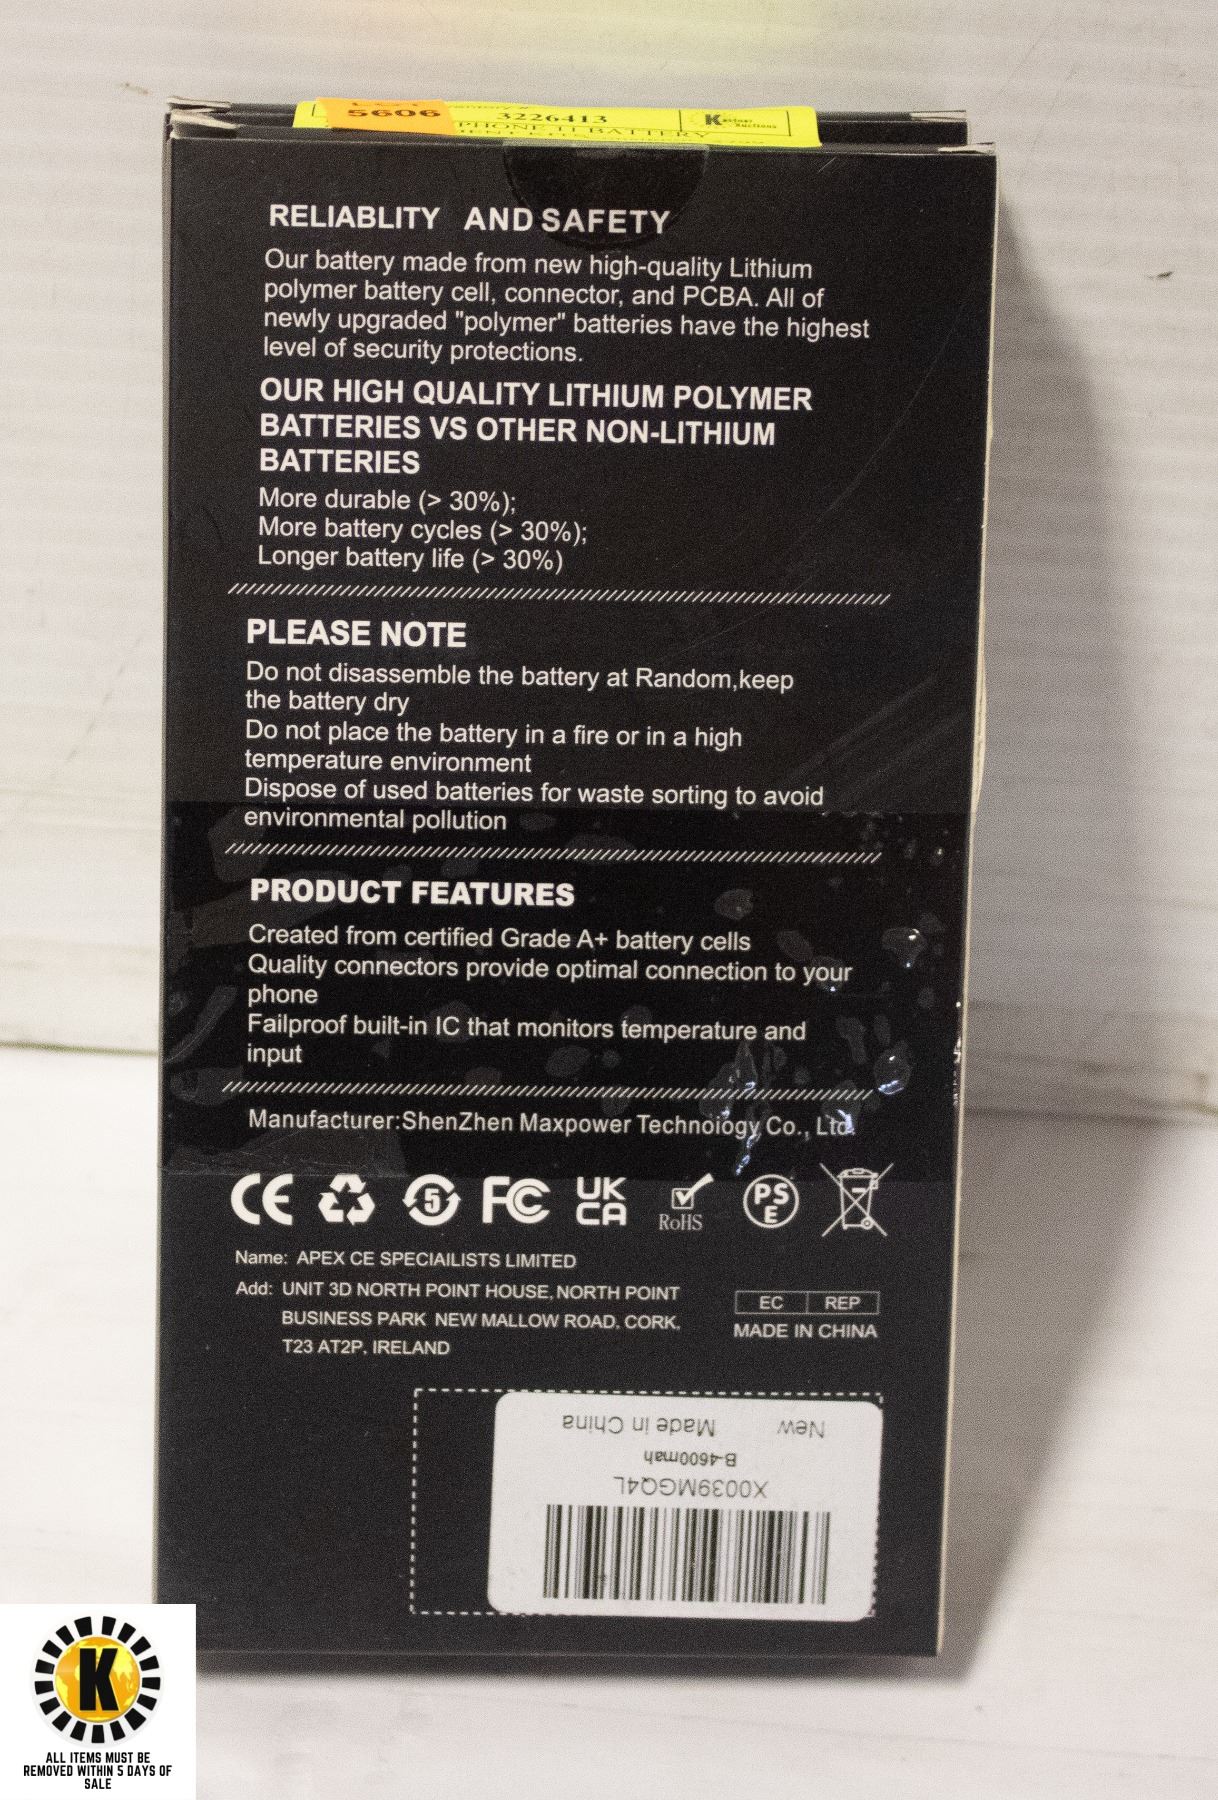 5606
3226413
BATTERY
RELIABLITY AND SAFETY
Our battery made from new high-quality Lithium
polymer battery cell, connector, and PCBA. All of
newly upgraded "polymer" batteries have the highest
level of security protections.
OUR HIGH QUALITY LITHIUM POLYMER
BATTERIES VS OTHER NON-LITHIUM
BATTERIES
More durable (> 30%);
More battery cycles (> 30%);
Longer battery life (> 30%)
PLEASE NOTE
Do not disassemble the battery at Random,keep
the battery dry
Do not place the battery in a fire or in a high
temperature environment
Dispose of used batteries for waste sorting to avoid
environmental pollution
PRODUCT FEATURES
Created from certified Grade A+ battery cells
Quality connectors provide optimal connection to your
phone
Failproof built-in IC that monitors temperature and
input
Manufacturer:ShenZhen Maxpower Technoiogy Co., Ltd.
CE 5 FC UK CA RoHS PS E
Name: APEX CE SPECIAILISTS LIMITED
Add: UNIT 3D NORTH POINT HOUSE, NORTH POINT
BUSINESS PARK NEW MALLOW ROAD, CORK,
T23 AT2P, IRELAND
EC REP
MADE IN CHINA
X0039MGQ4L
B-4600mah
New Made in China
K
ALL ITEMS MUST BE
REMOVED WITHIN 5 DAYS OF
SALE